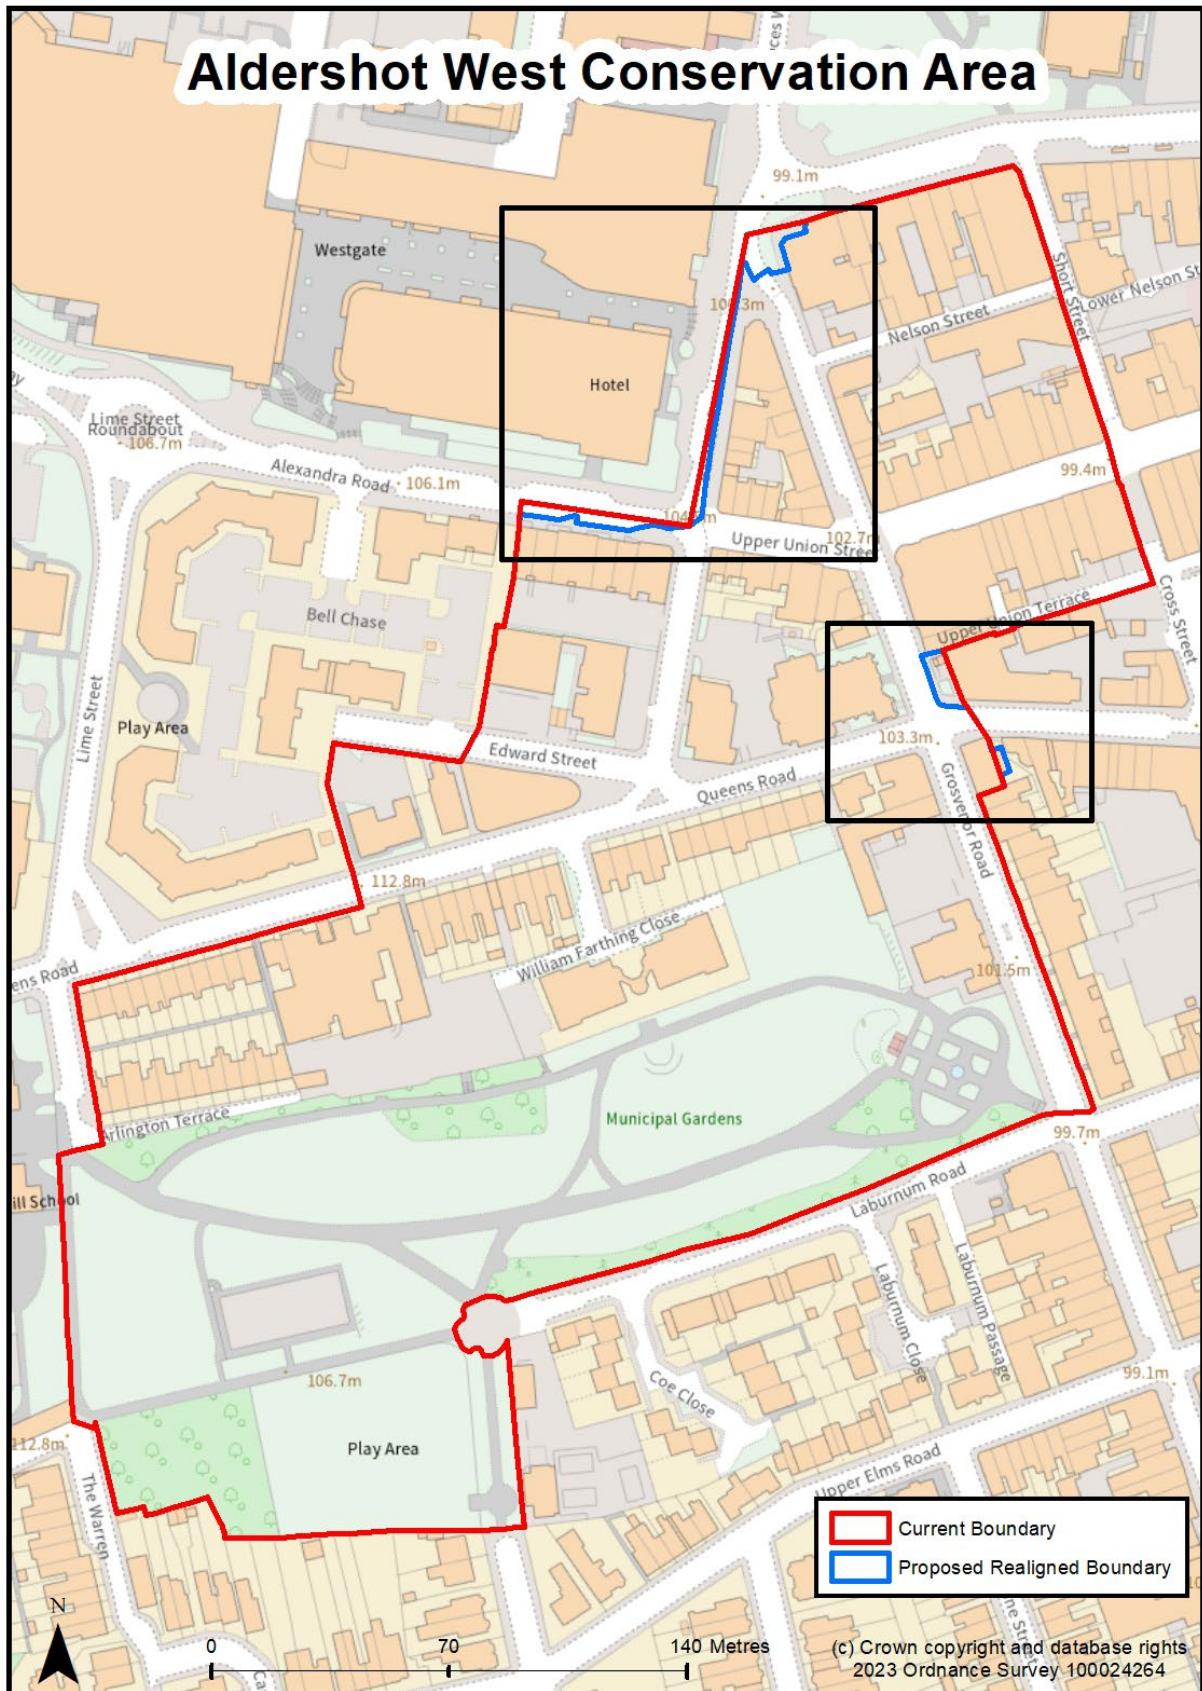 Aldershot West Conservation Area
99.1m
Westgate
Short Street
Lower Nelson St
Nelson Street
Hotel
Lime Street
Roundabout
106.7m
Alexandra Road
106.1m
99.4m
Upper Union Street
102.7m
Bell Chase
Upper Union Terrace
Cross Street
Lime Street
Play Area
Edward Street
103.3m
Queens Road
Grosvenor Road
112.8m
William Farthing Close
101.5m
ens Road
Arlington Terrace
Municipal Gardens
99.7m
ill School
Laburnum Road
Laburnum Close
Laburnum Passage
106.7m
Coe Close
99.1m
112.8m
Play Area
The Warren
Upper Elms Road
Current Boundary
Proposed Realigned Boundary
N
0 70 140 Metres
(c) Crown copyright and database rights
2023 Ordnance Survey 100024264